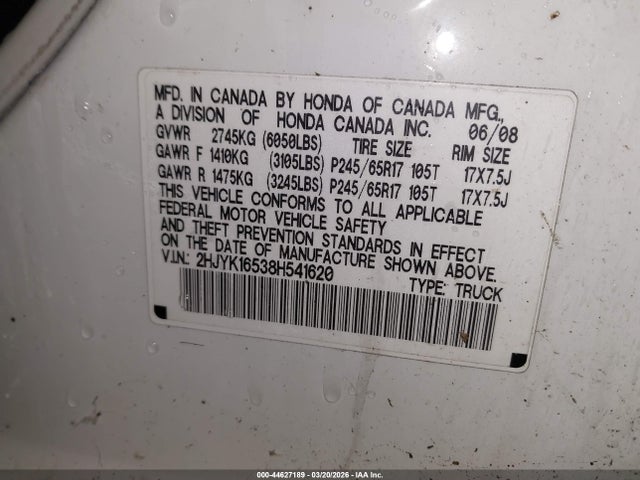 MFD. IN CANADA BY HONDA OF CANADA MFG.,
A DIVISION OF HONDA CANADA INC. 06/08
GVWR 2745KG (6050LBS) TIRE SIZE RIM SIZE
GAWR F 1410KG (3105LBS) P245/65R17 105T 17X7.5J
GAWR R 1475KG (3245LBS) P245/65R17 105T 17X7.5J
THIS VEHICLE CONFORMS TO ALL APPLICABLE
FEDERAL MOTOR VEHICLE SAFETY
AND THEFT PREVENTION STANDARDS IN EFFECT
ON THE DATE OF MANUFACTURE SHOWN ABOVE.
V.I.N.: 2HJYK16538H541620 TYPE: TRUCK
000-44627189 - 03/20/2026 - IAA Inc.